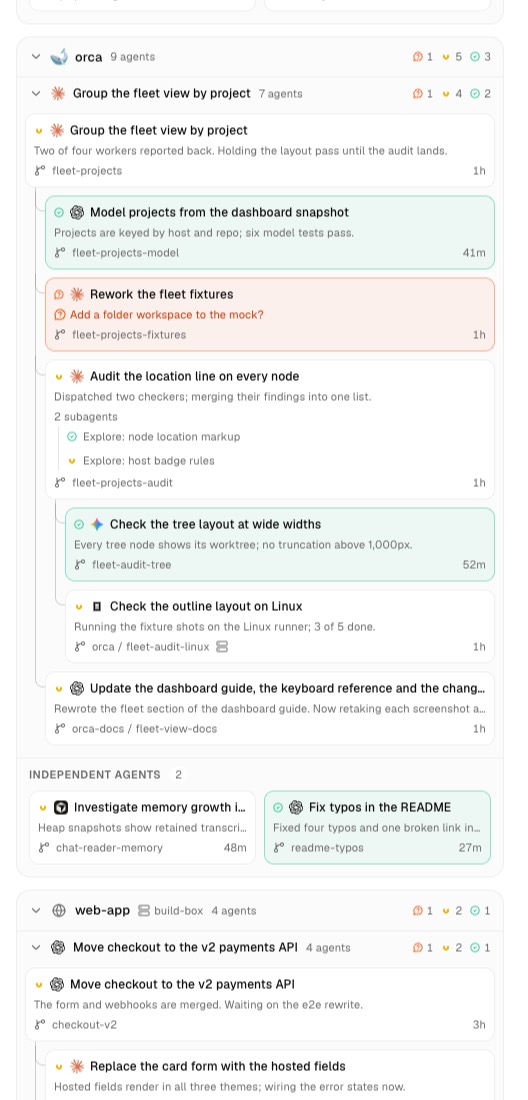 orca 9 agents 1 5 3
Group the fleet view by project 7 agents 1 4 2
Group the fleet view by project
Two of four workers reported back. Holding the layout pass until the audit lands.
fleet-projects 1h
Model projects from the dashboard snapshot
Projects are keyed by host and repo; six model tests pass.
fleet-projects-model 41m
Rework the fleet fixtures
Add a folder workspace to the mock?
fleet-projects-fixtures 1h
Audit the location line on every node
Dispatched two checkers; merging their findings into one list.
2 subagents
Explore: node location markup
Explore: host badge rules
fleet-projects-audit 1h
Check the tree layout at wide widths
Every tree node shows its worktree; no truncation above 1,000px.
fleet-audit-tree 52m
Check the outline layout on Linux
Running the fixture shots on the Linux runner; 3 of 5 done.
orca / fleet-audit-linux 1h
Update the dashboard guide, the keyboard reference and the chang...
Rewrote the fleet section of the dashboard guide. Now retaking each screenshot a...
orca-docs / fleet-view-docs 1h
INDEPENDENT AGENTS 2
Investigate memory growth i...
Heap snapshots show retained transcri...
chat-reader-memory 48m
Fix typos in the README
Fixed four typos and one broken link in...
readme-typos 27m
web-app build-box 4 agents 1 2 1
Move checkout to the v2 payments API 4 agents 1 2 1
Move checkout to the v2 payments API
The form and webhooks are merged. Waiting on the e2e rewrite.
checkout-v2 3h
Replace the card form with the hosted fields
Hosted fields render in all three themes; wiring the error states now.